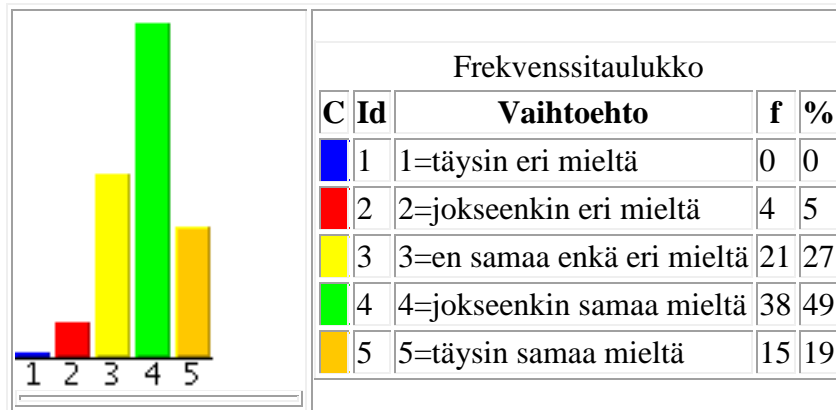 1 2 3 4 5
Frekvenssitaulukko
C Id Vaihtoehto f %
1 1=täysin eri mieltä 0 0
2 2=jokseenkin eri mieltä 4 5
3 3=en samaa enkä eri mieltä 21 27
4 4=jokseenkin samaa mieltä 38 49
5 5=täysin samaa mieltä 15 19